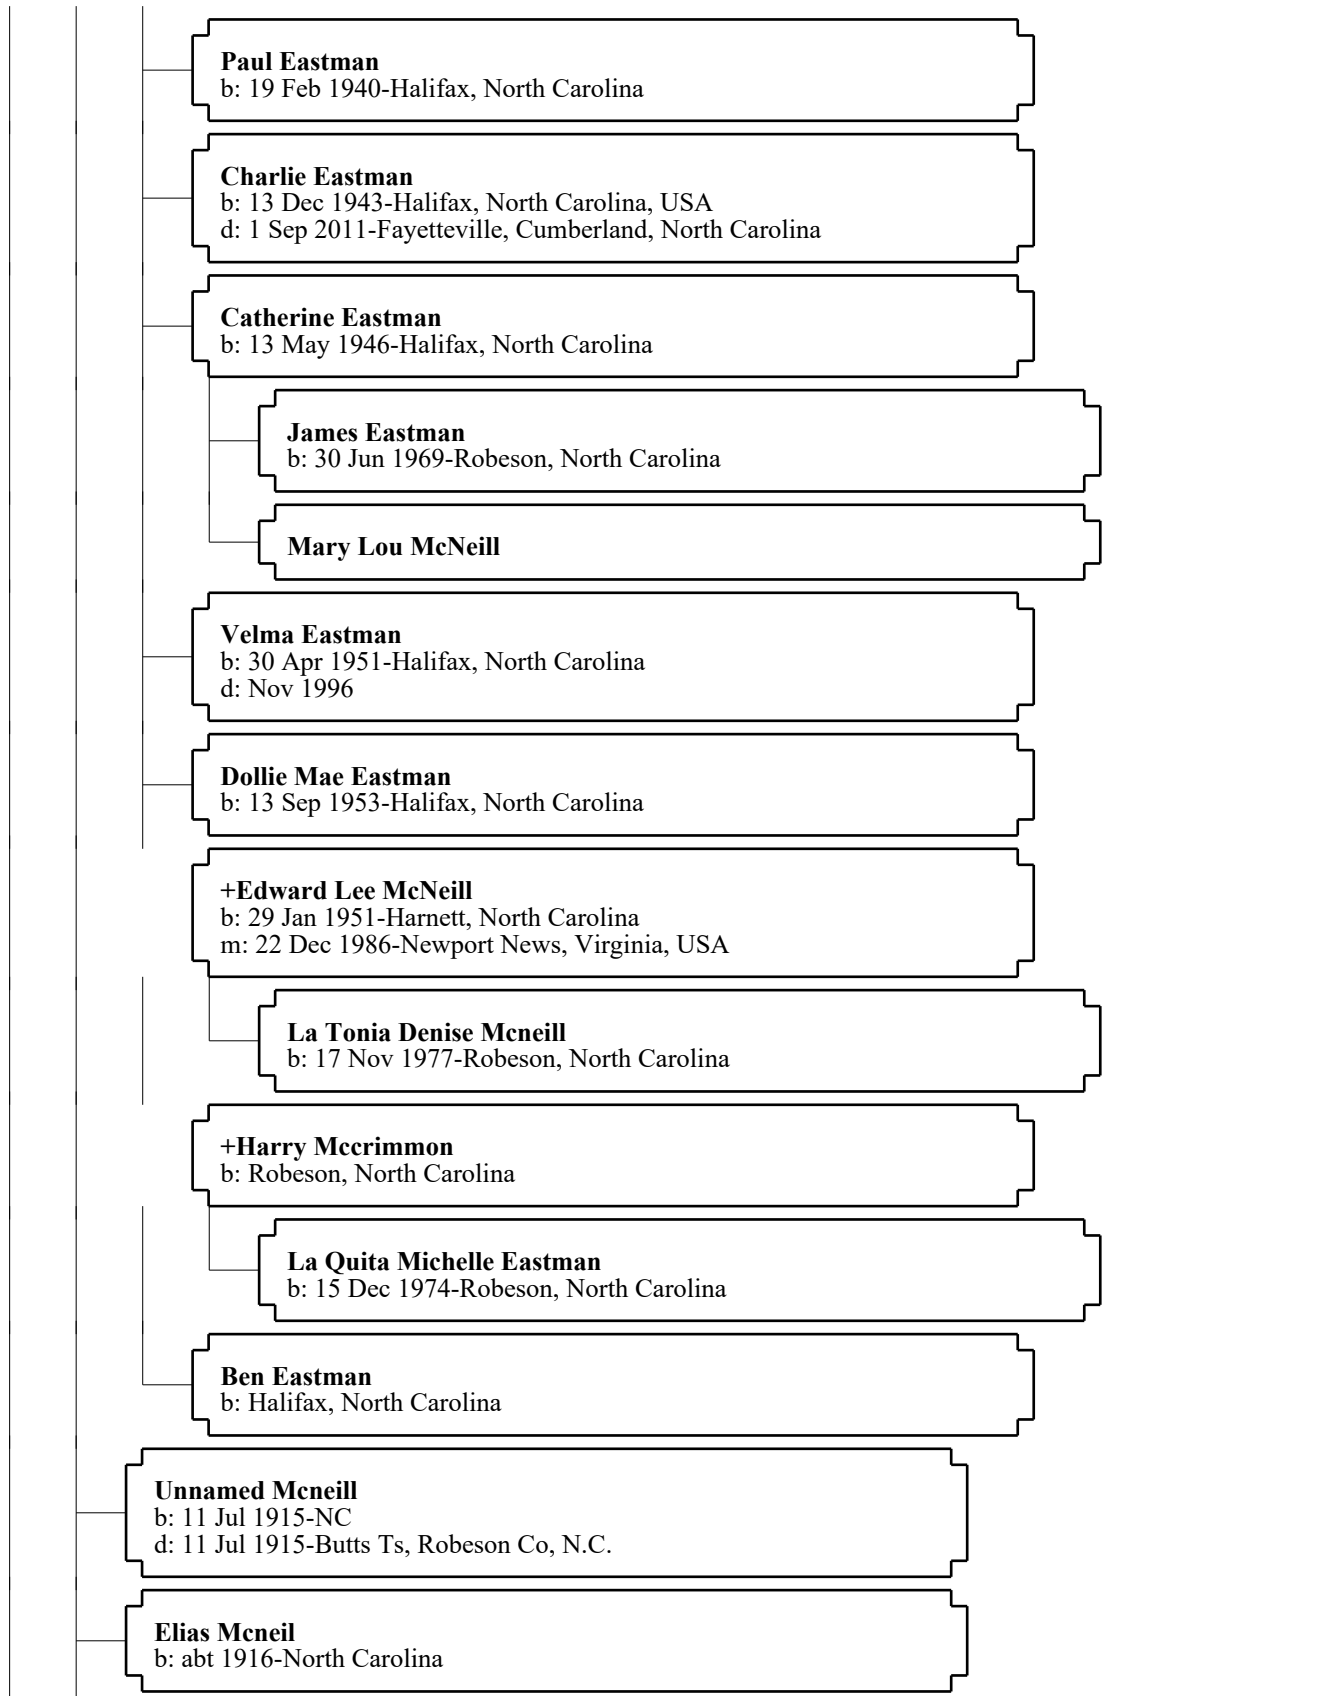 Paul Eastman
b: 19 Feb 1940-Halifax, North Carolina
Charlie Eastman
b: 13 Dec 1943-Halifax, North Carolina, USA
d: 1 Sep 2011-Fayetteville, Cumberland, North Carolina
Catherine Eastman
b: 13 May 1946-Halifax, North Carolina
James Eastman
b: 30 Jun 1969-Robeson, North Carolina
Mary Lou McNeill
Velma Eastman
b: 30 Apr 1951-Halifax, North Carolina
d: Nov 1996
Dollie Mae Eastman
b: 13 Sep 1953-Halifax, North Carolina
+Edward Lee McNeill
b: 29 Jan 1951-Harnett, North Carolina
m: 22 Dec 1986-Newport News, Virginia, USA
La Tonia Denise Mcneill
b: 17 Nov 1977-Robeson, North Carolina
+Harry Mccrimmon
b: Robeson, North Carolina
La Quita Michelle Eastman
b: 15 Dec 1974-Robeson, North Carolina
Ben Eastman
b: Halifax, North Carolina
Unnamed Mcneill
b: 11 Jul 1915-NC
d: 11 Jul 1915-Butts Ts, Robeson Co, N.C.
Elias Mcneil
b: abt 1916-North Carolina